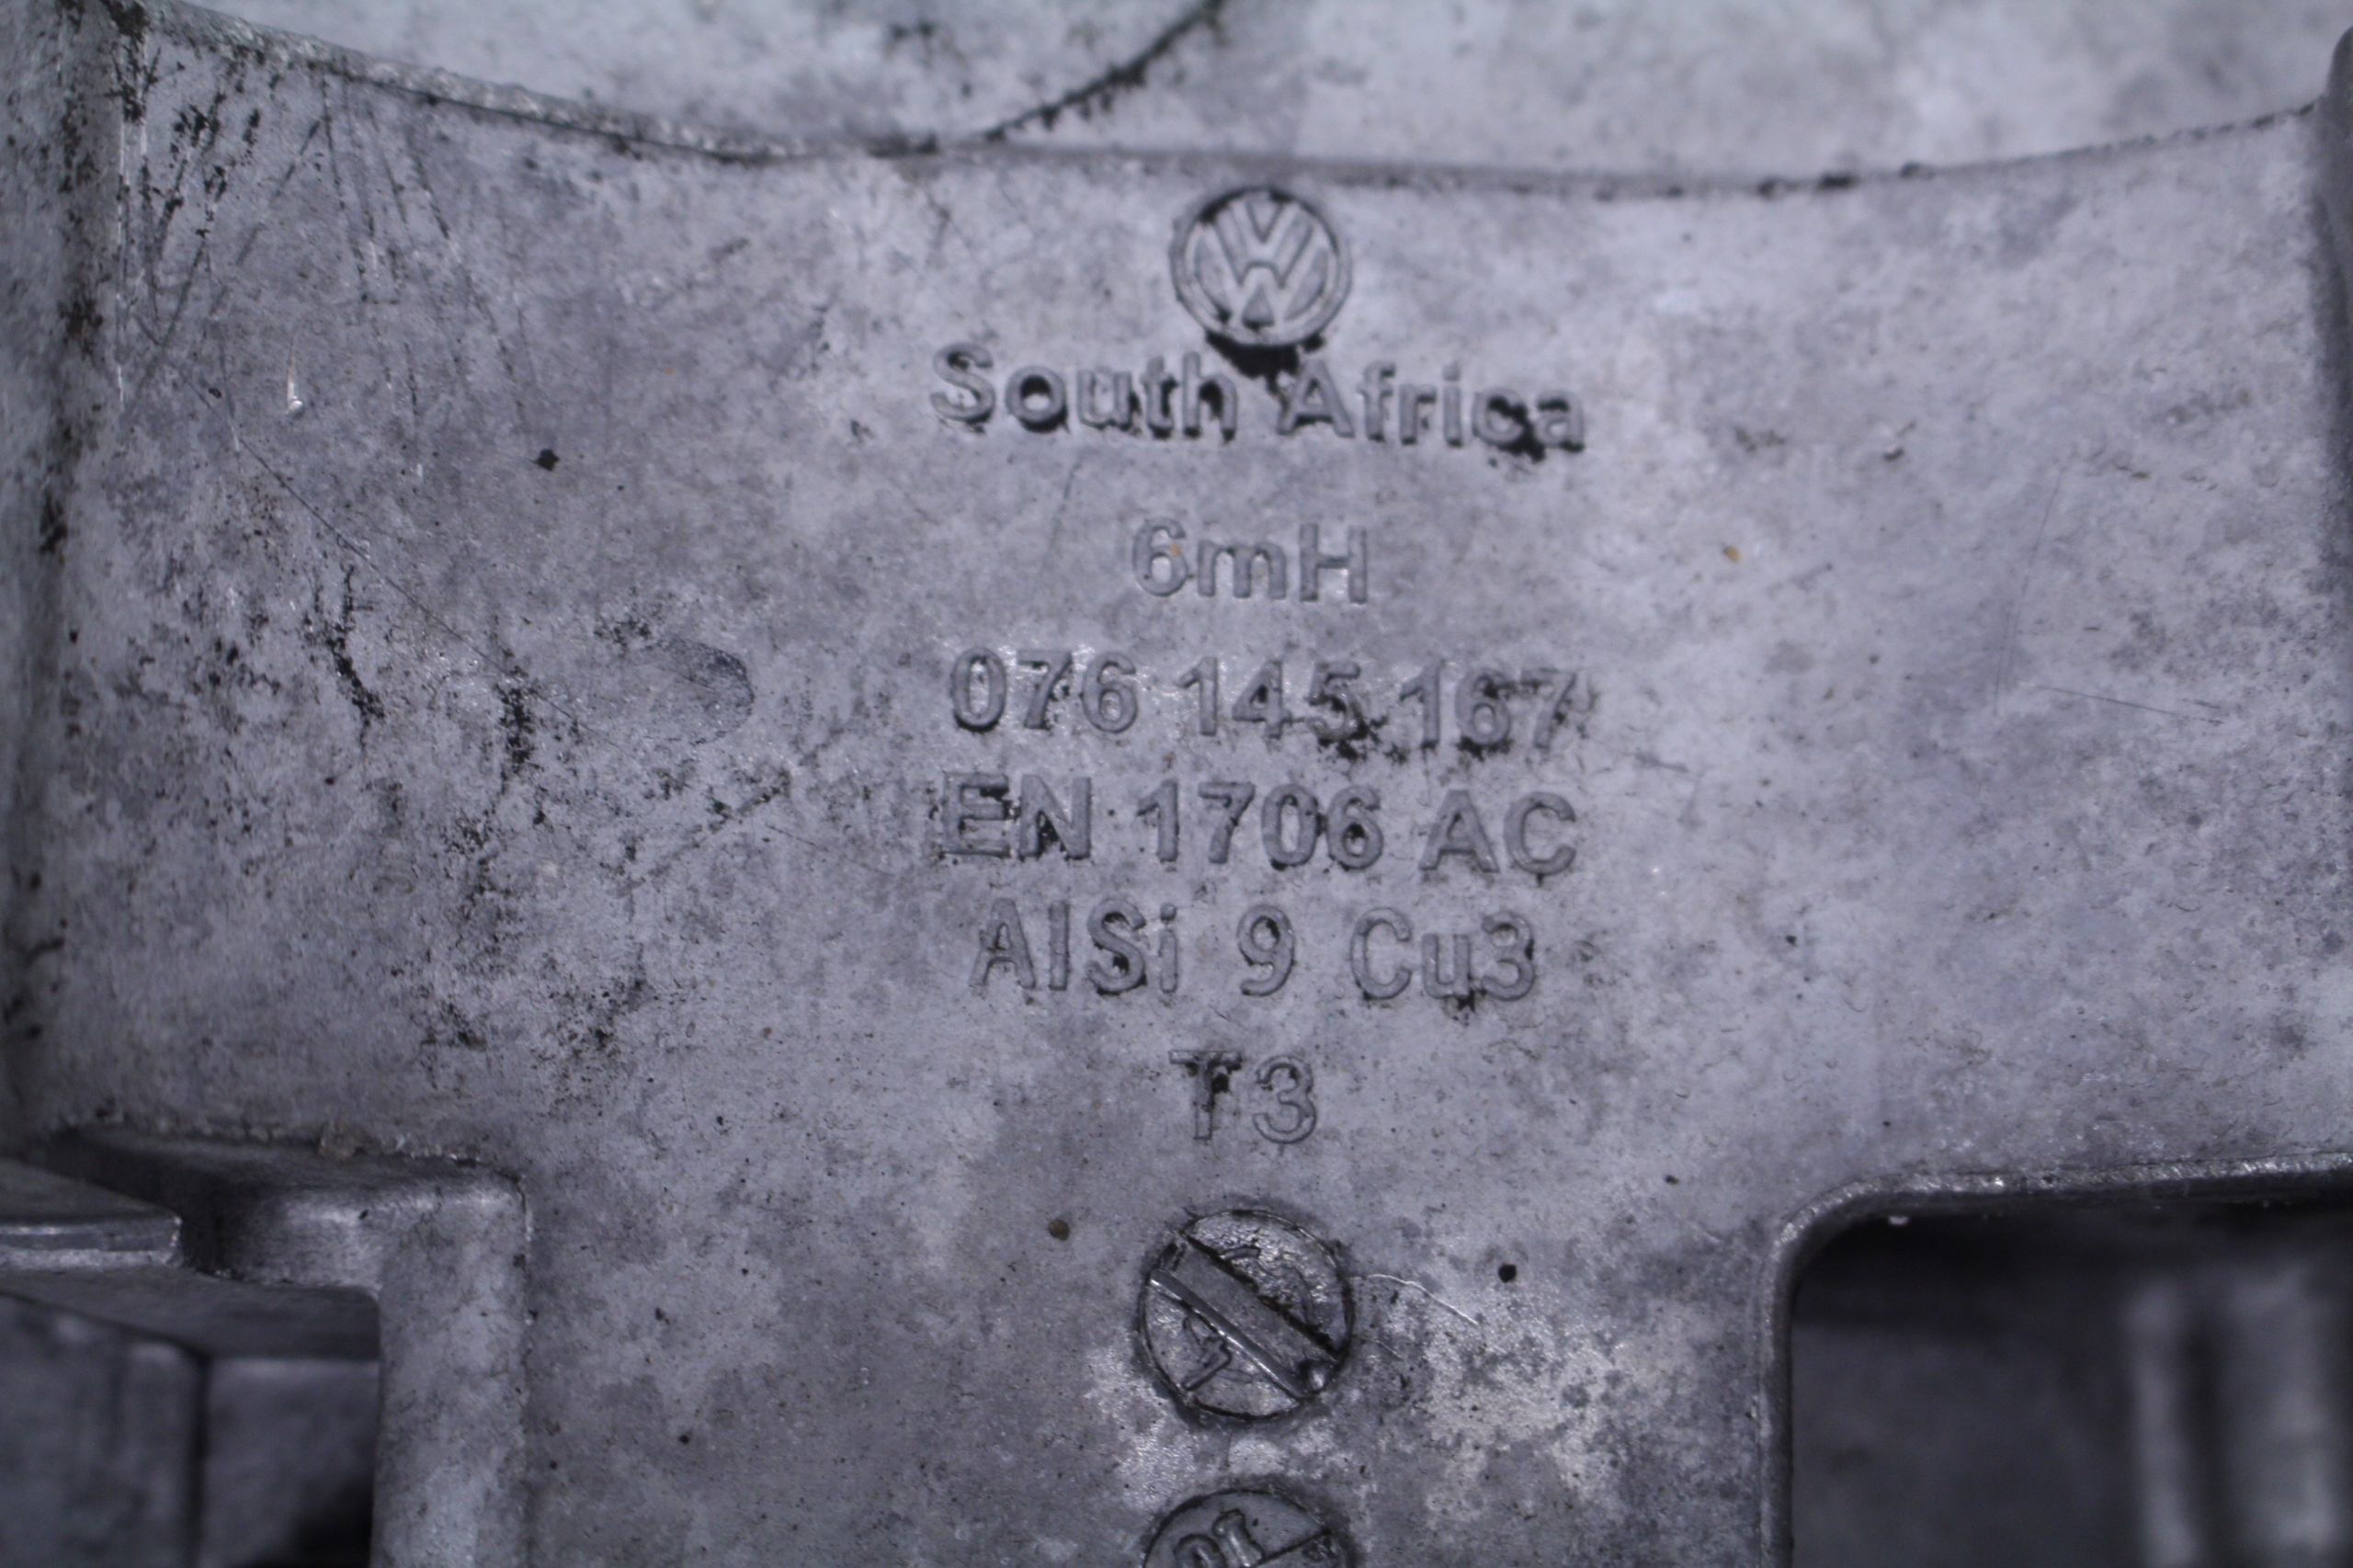 South Africa
6mH
076 145 167
EN 1706 AC
AlSi 9 Cu3
T3